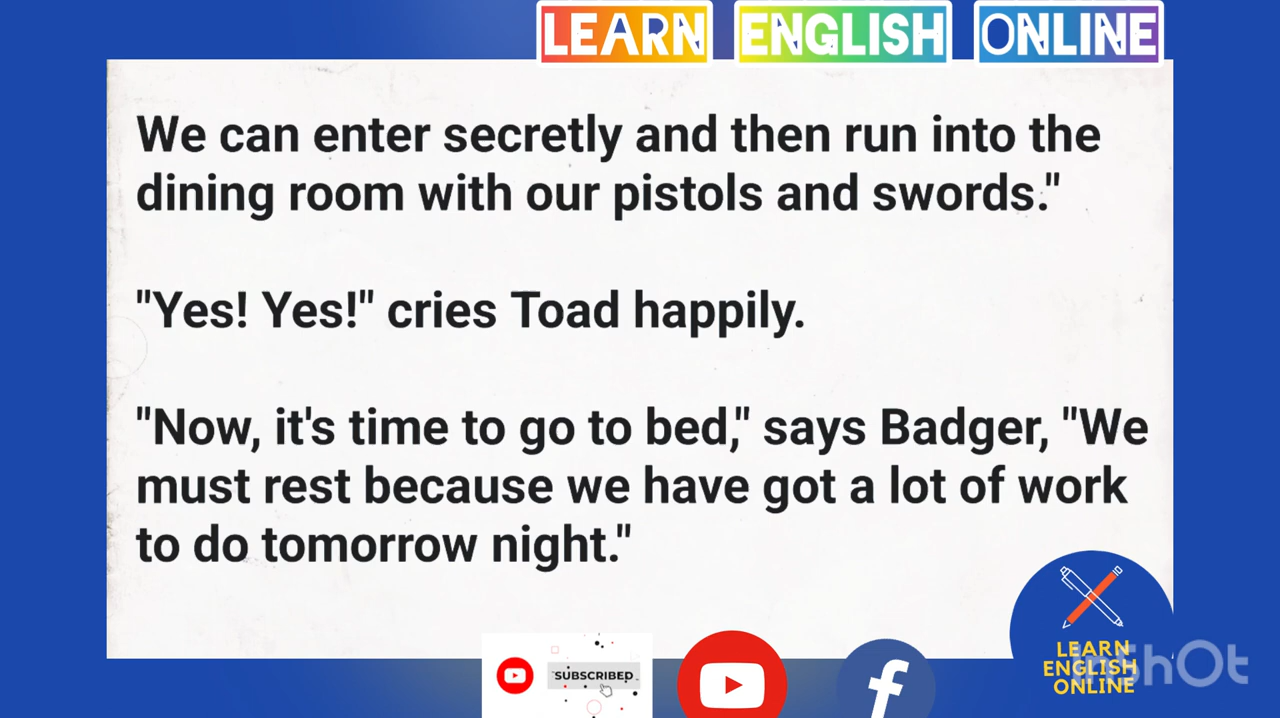 LEARN ENGLISH ONLINE
We can enter secretly and then run into the
dining room with our pistols and swords."
"Yes! Yes!" cries Toad happily.
"Now, it's time to go to bed," says Badger, "We
must rest because we have got a lot of work
to do tomorrow night."
SUBSCRIBED
LEARN
ENGLISH
ONLINE